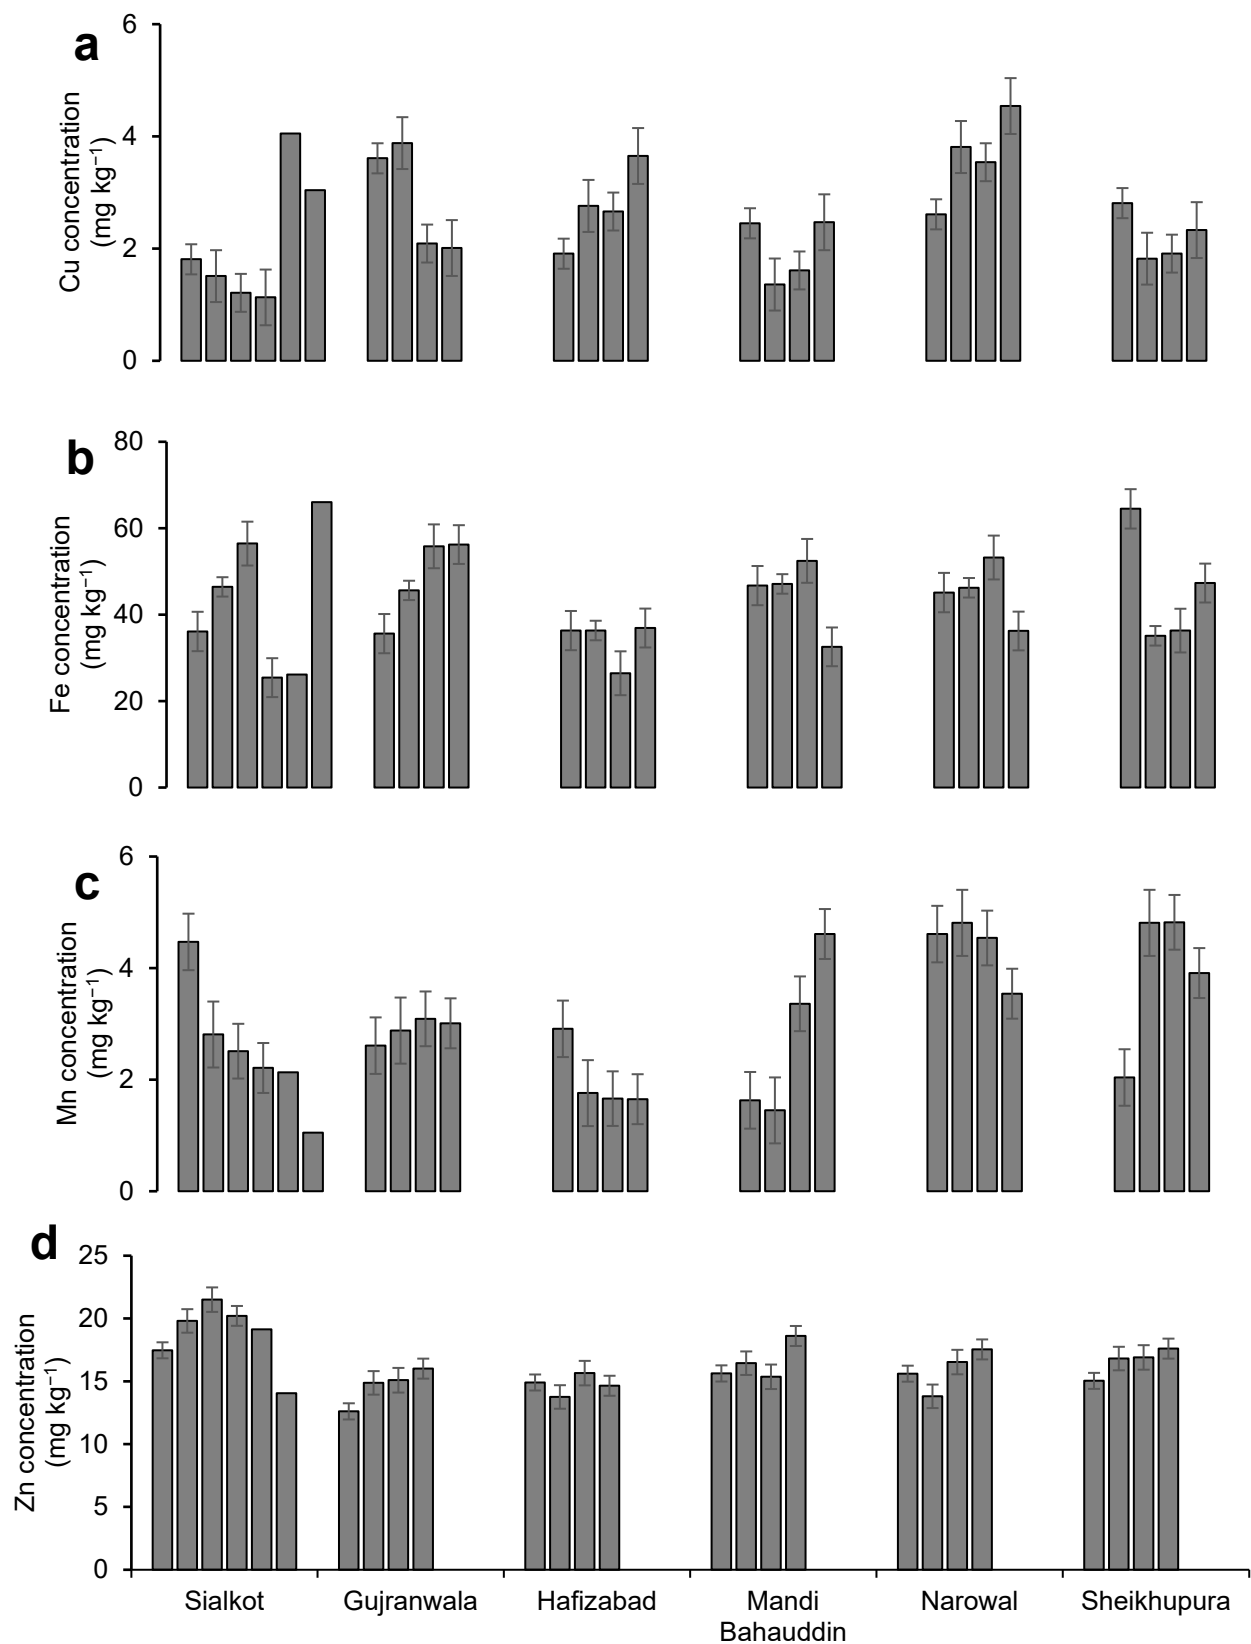 a
Cu concentration
(mg kg⁻¹)
6
4
2
0
b
Fe concentration
(mg kg⁻¹)
80
60
40
20
0
c
Mn concentration
(mg kg⁻¹)
6
4
2
0
d
Zn concentration
(mg kg⁻¹)
25
20
15
10
5
0
Sialkot
Gujranwala
Hafizabad
Mandi
Bahauddin
Narowal
Sheikhupura